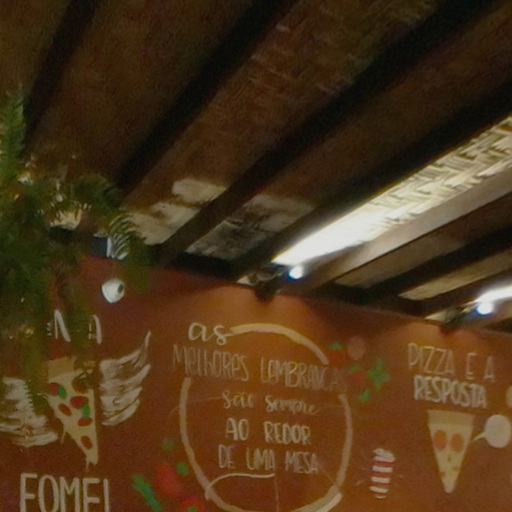 FOME!
as
MELHORES LEMBRANÇAS
são sempre
AO REDOR
DE UMA MESA
PIZZA É A
RESPOSTA